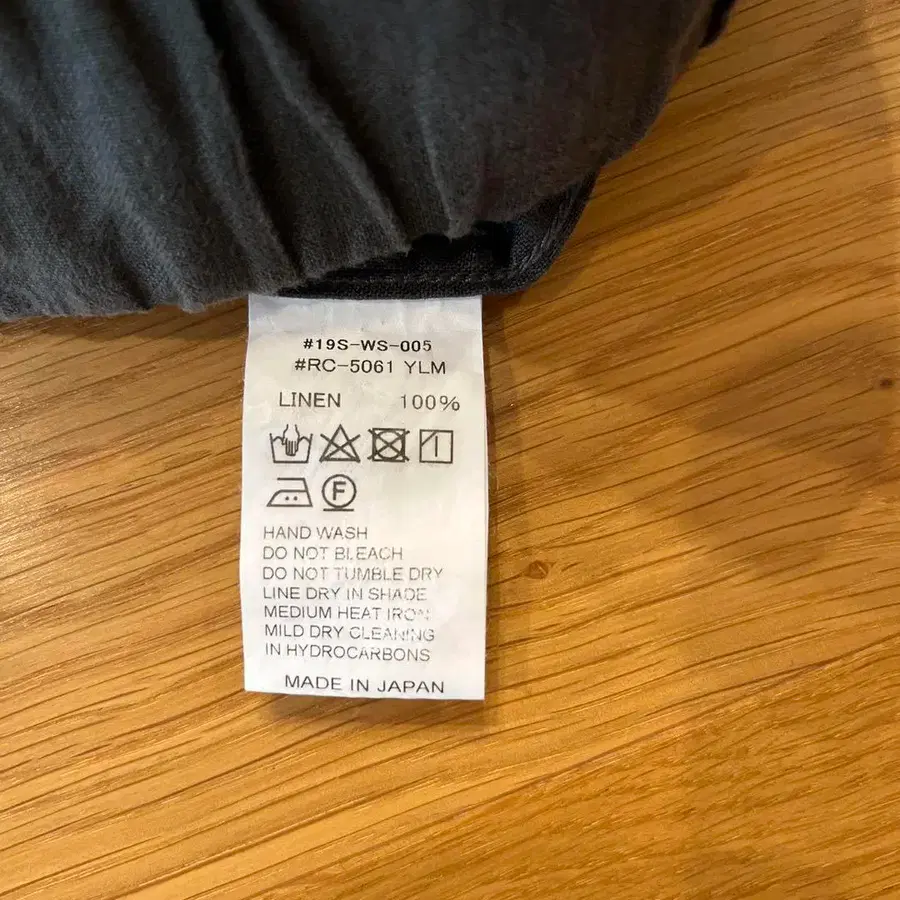 #19S-WS-005
#RC-5061 YLM
LINEN 100%
F
HAND WASH
DO NOT BLEACH
DO NOT TUMBLE DRY
LINE DRY IN SHADE
MEDIUM HEAT IRON
MILD DRY CLEANING
IN HYDROCARBONS
MADE IN JAPAN